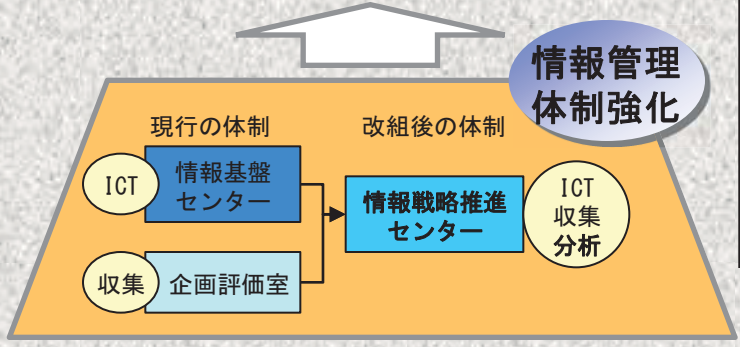 情報管理
体制強化
現行の体制
改組後の体制
ICT
情報基盤
センター
情報戦略推進
センター
ICT
収集
分析
収集
企画評価室